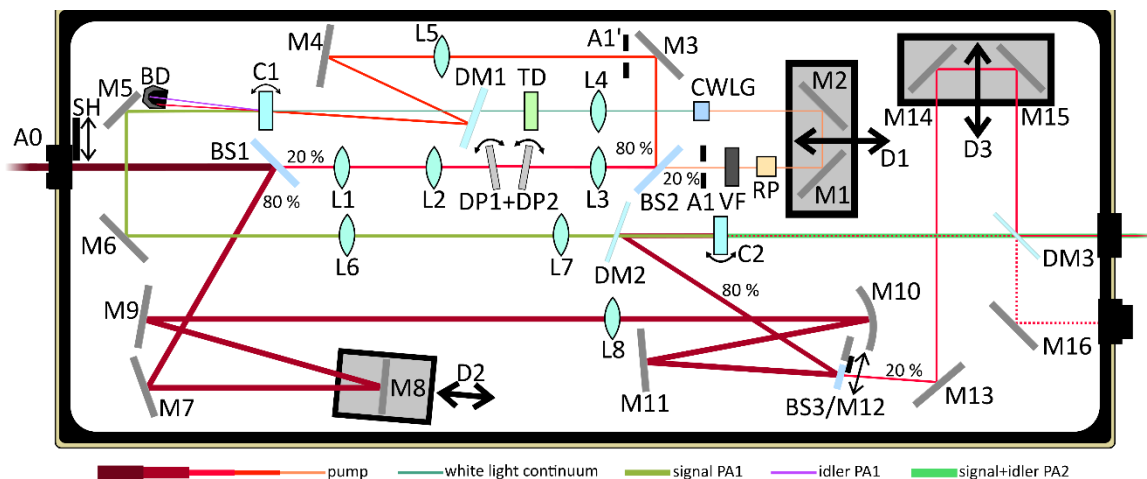 M4
L5
A1'
M3
M5
BD
C1
DM1
TD
L4
CWLG
M2
M14
M15
SH
A0
D1
D3
BS1
20 %
80 %
20 %
80 %
L1
L2
DP1+DP2
L3
BS2
A1
VF
RP
M1
M6
L6
L7
DM2
C2
DM3
80 %
M9
L8
M10
M16
M7
M8
D2
M11
20 %
BS3/M12
M13
pump
white light continuum
signal PA1
idler PA1
signal+idler PA2